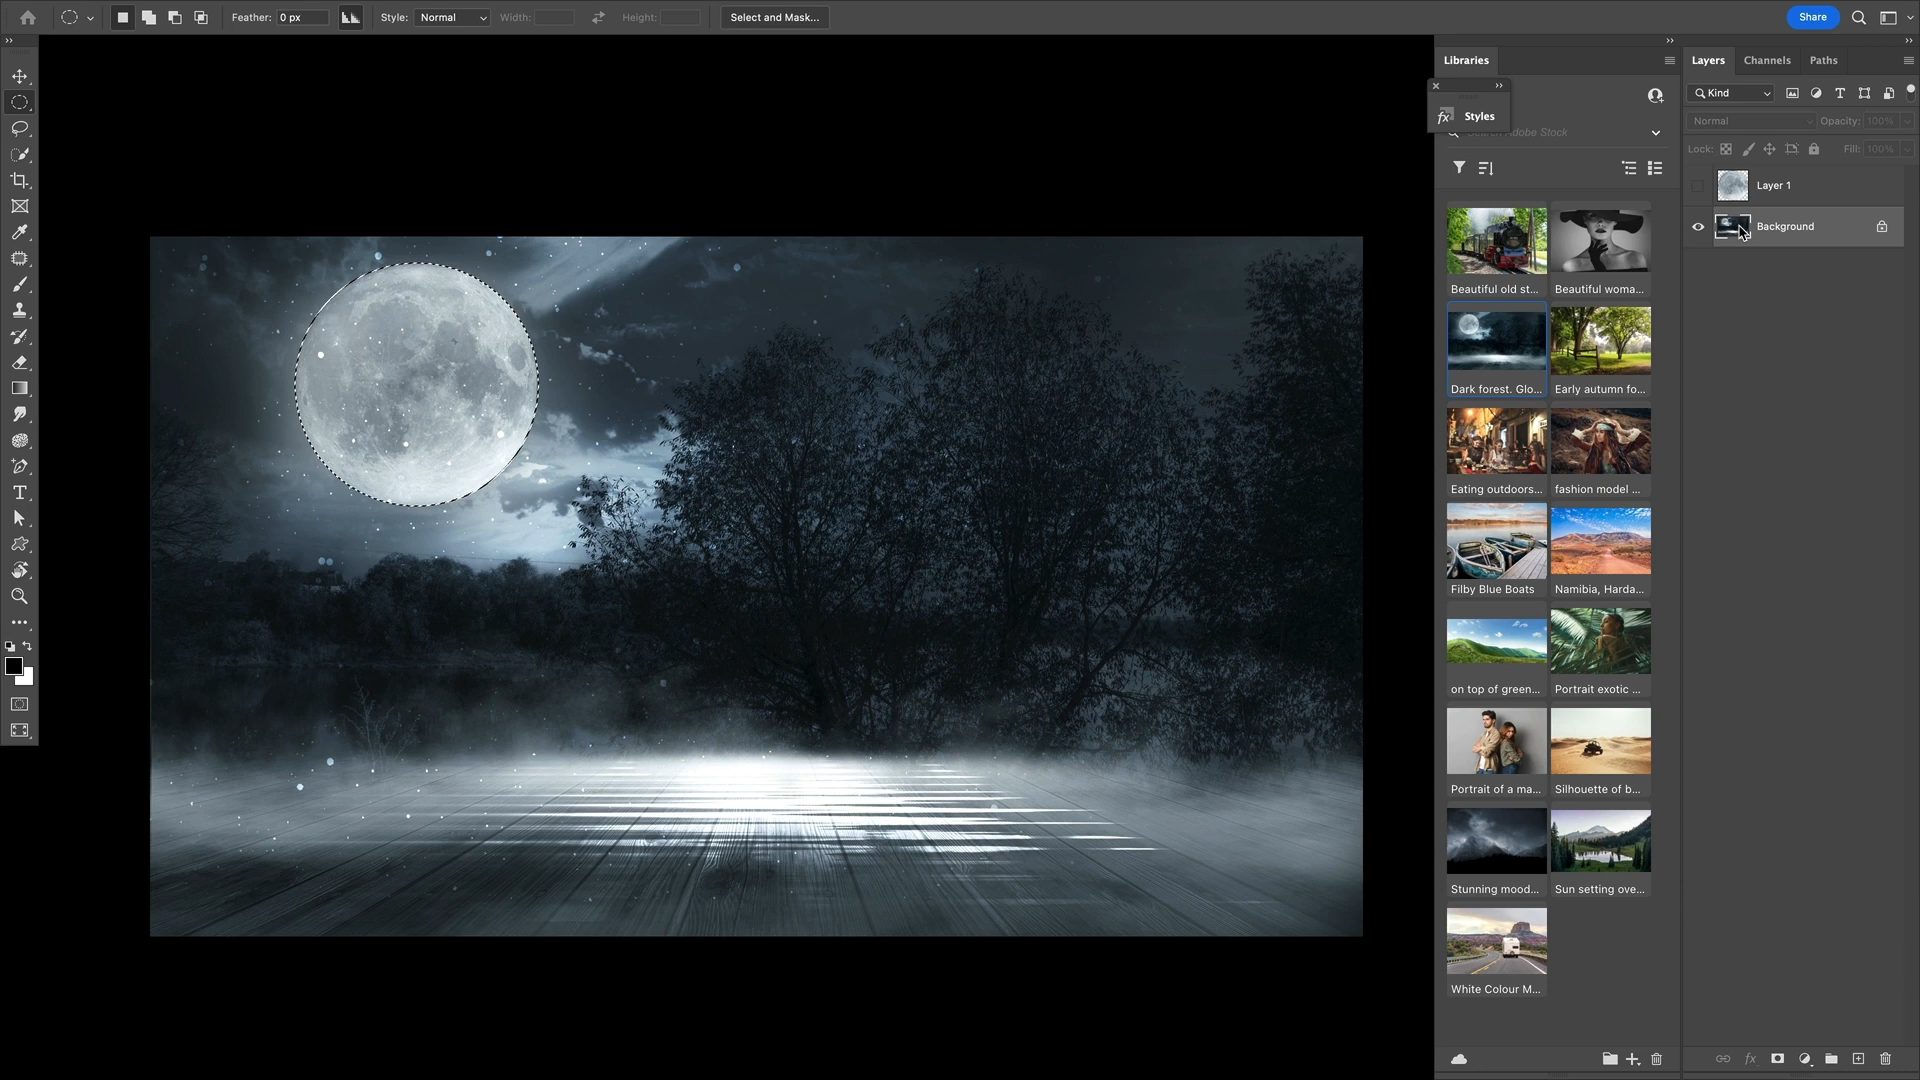 Feather: 0 px
Style: Normal
Width:
Height:
Select and Mask...
Share
Libraries
Styles
Search Adobe Stock
Beautiful old st...
Beautiful woma...
Dark forest. Glo...
Early autumn fo...
Eating outdoors...
fashion model ...
Filby Blue Boats
Namibia, Harda...
on top of green...
Portrait exotic ...
Portrait of a ma...
Silhouette of b...
Stunning mood...
Sun setting ove...
White Colour M...
Layers
Channels
Paths
Kind
Normal
Opacity: 100%
Lock:
Fill: 100%
Layer 1
Background